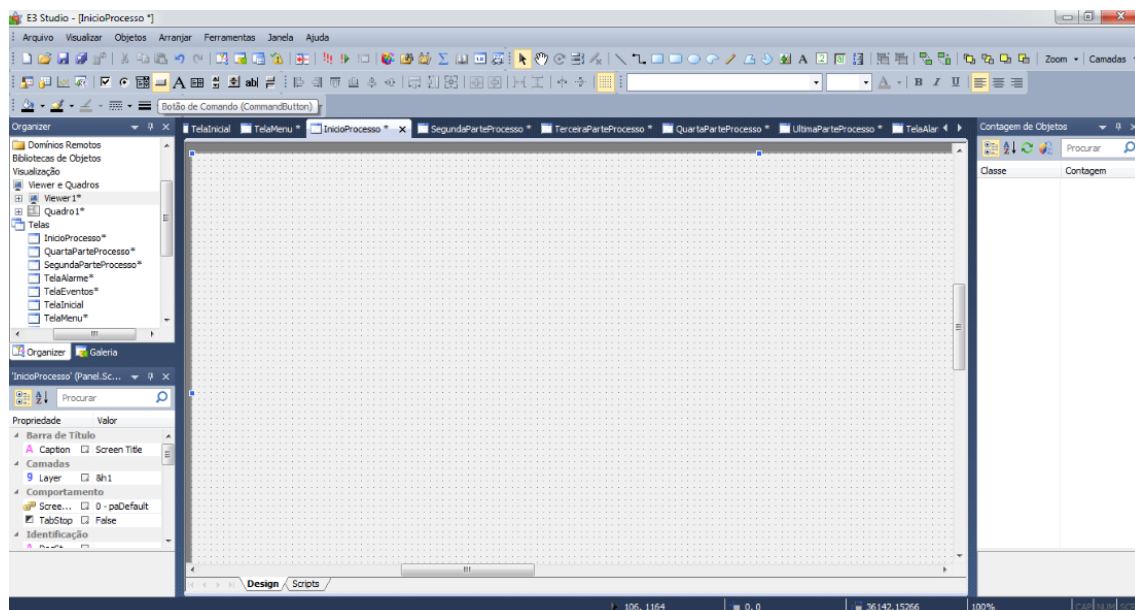 E3 Studio - [InicioProcesso *]
Arquivo Visualizar Objetos Arranjar Ferramentas Janela Ajuda
Zoom Camadas
A B I U
Botão de Comando (CommandButton)
Organizer
TelaInicial TelaMenu * InicioProcesso * x SegundaParteProcesso * TerceiraParteProcesso * QuartaParteProcesso * UltimaParteProcesso * TelaAlar
Contagem de Objetos
Domínios Remotos
Bibliotecas de Objetos
Visualização
Viewer e Quadros
Viewer1*
Quadro1*
Telas
InicioProcesso*
QuartaParteProcesso*
SegundaParteProcesso*
TelaAlarme*
TelaEventos*
TelaInicial
TelaMenu*
Organizer Galeria
Procurar
Classe Contagem
'InicioProcesso' (Panel.Sc...
Procurar
Propriedade Valor
Barra de Título
Caption Screen Title
Camadas
Layer &h1
Comportamento
Scree... 0 - paDefault
TabStop False
Identificação
Design Scripts
106, 1164 0, 0 36142,15266 100% CAP NUM